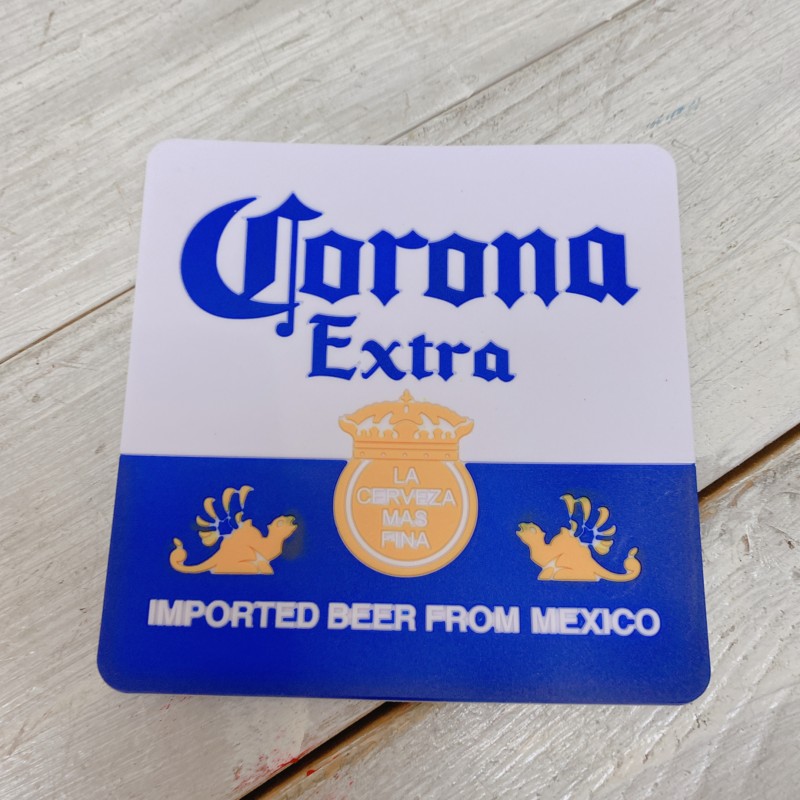 Corona
Extra
LA
CERVEZA
MAS
FINA
IMPORTED BEER FROM MEXICO